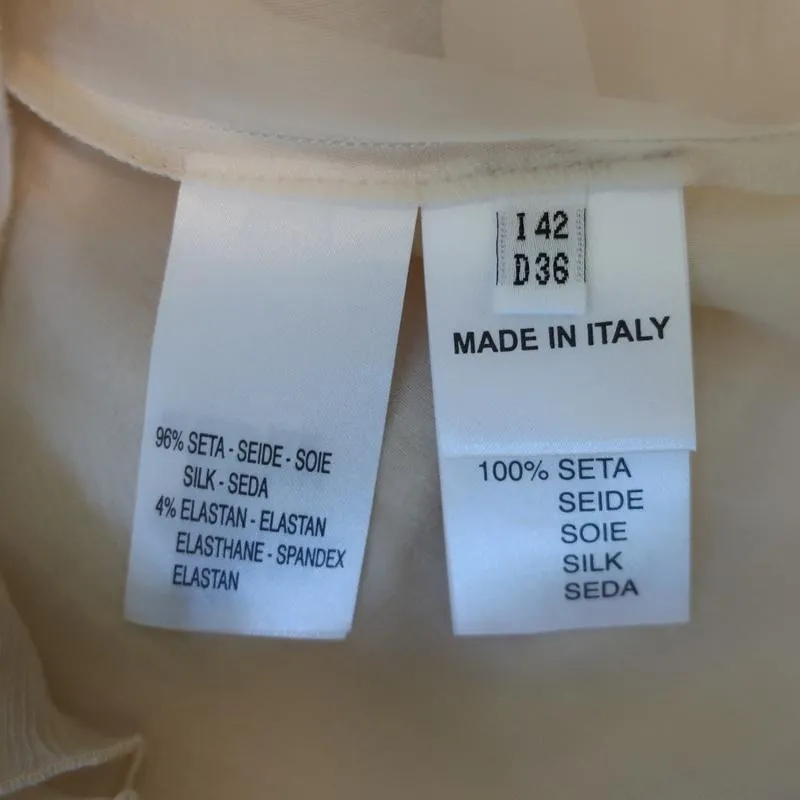 96% SETA - SEIDE - SOIE
SILK - SEDA
4% ELASTAN - ELASTAN
ELASTHANE - SPANDEX
ELASTAN
I 42
D 36
MADE IN ITALY
100% SETA
SEIDE
SOIE
SILK
SEDA